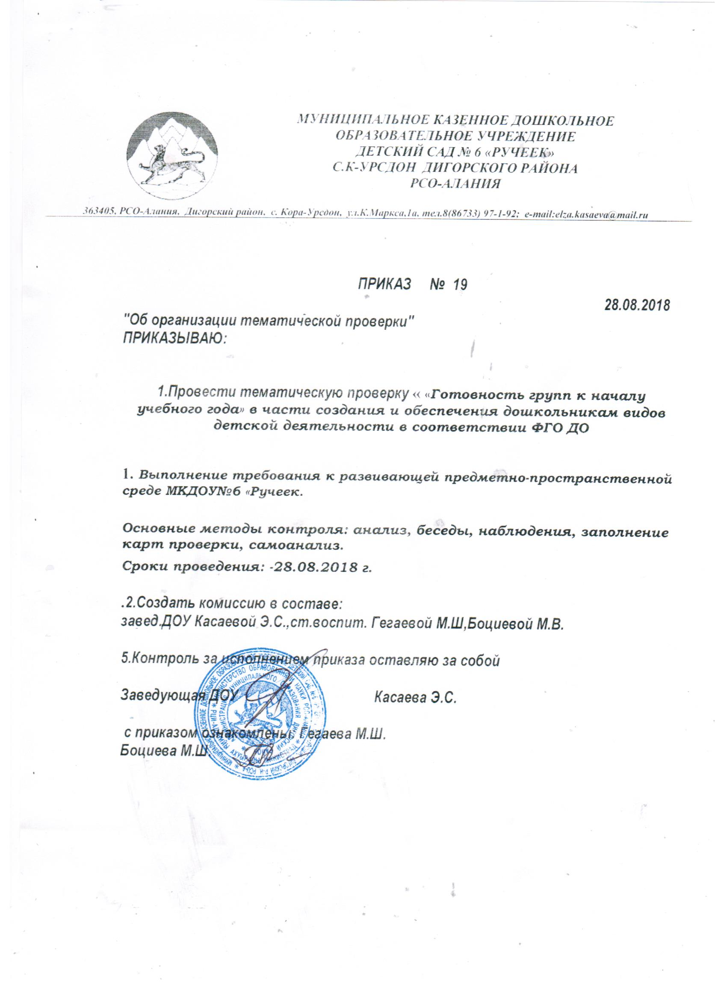 МУНИЦИПАЛЬНОЕ КАЗЕННОЕ ДОШКОЛЬНОЕ
ОБРАЗОВАТЕЛЬНОЕ УЧРЕЖДЕНИЕ
ДЕТСКИЙ САД № 6 «РУЧЕЕК»
С.К-УРСДОН ДИГОРСКОГО РАЙОНА
РСО-АЛАНИЯ
363405, РСО-Алания, Дигорский район, с. Кора-Урсдон, ул.К.Маркса,1а, тел.8(86733) 97-1-92; e-mail:elza.kasaeva@mail.ru
ПРИКАЗ № 19
28.08.2018
"Об организации тематической проверки"
ПРИКАЗЫВАЮ:
1.Провести тематическую проверку « «Готовность групп к началу
учебного года» в части создания и обеспечения дошкольникам видов
детской деятельности в соответствии ФГО ДО
1. Выполнение требования к развивающей предметно-пространственной
среде МКДОУ№6 «Ручеек.
Основные методы контроля: анализ, беседы, наблюдения, заполнение
карт проверки, самоанализ.
Сроки проведения: -28.08.2018 г.
.2.Создать комиссию в составе:
завед.ДОУ Касаевой Э.С.,ст.воспит. Гегаевой М.Ш,Боциевой М.В.
5.Контроль за исполнением приказа оставляю за собой
Заведующая ДОУ Касаева Э.С.
с приказом ознакомлены: Гегаева М.Ш.
Боциева М.Ш.
МИНИСТЕРСТВО ОБРАЗОВАНИЯ И НАУКИ РСО-АЛАНИЯ